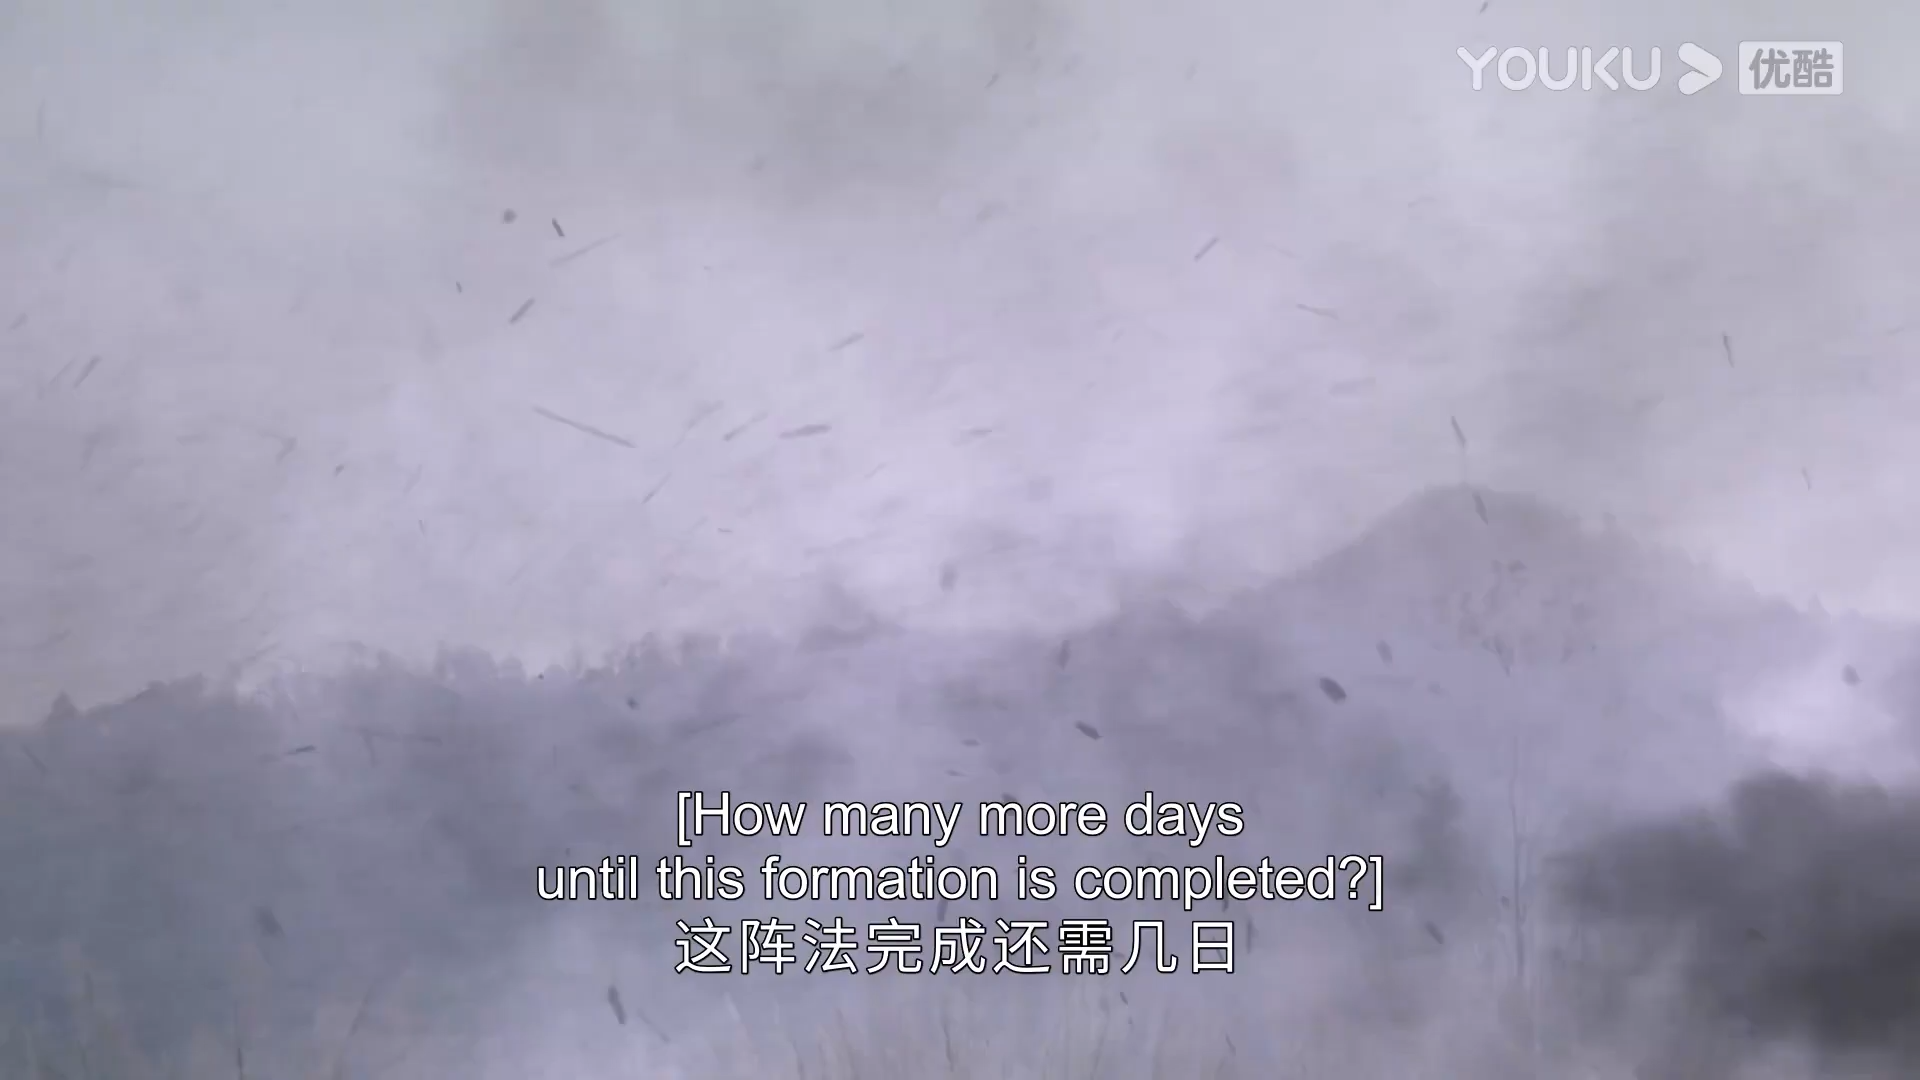 YOUKU 优酷
[How many more days
until this formation is completed?]
这阵法完成还需几日